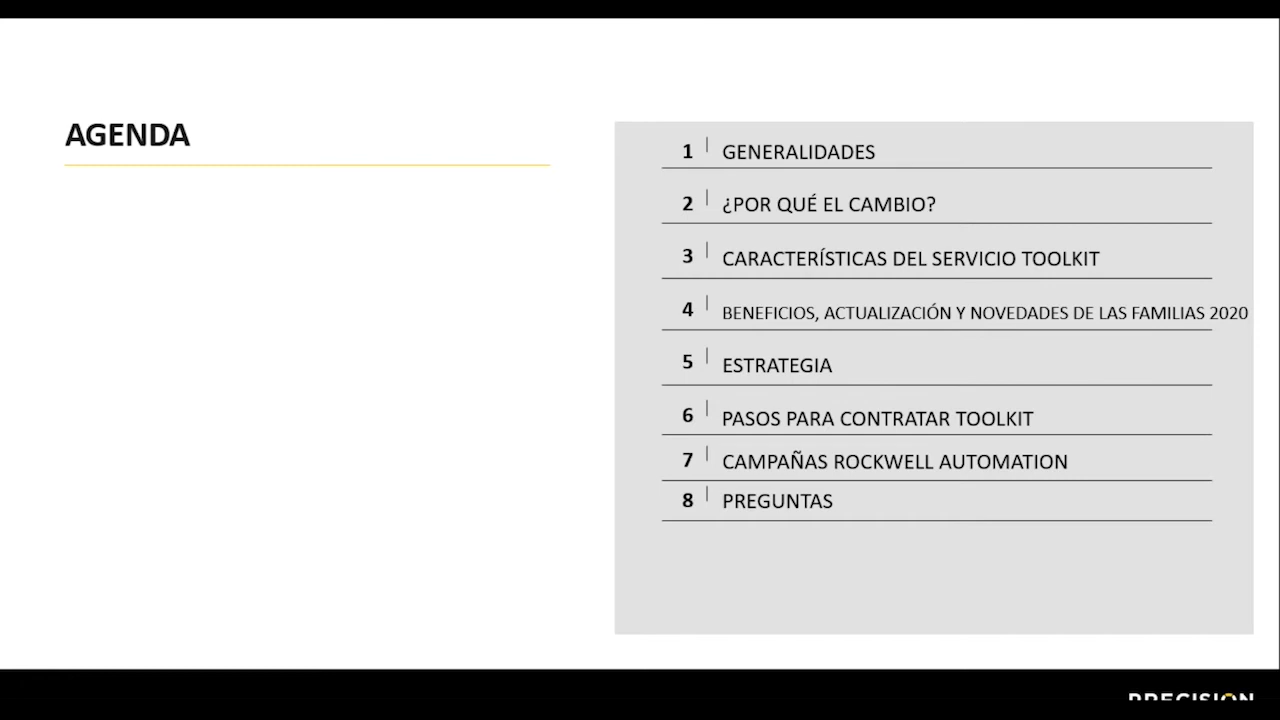 AGENDA
1 GENERALIDADES
2 ¿POR QUÉ EL CAMBIO?
3 CARACTERÍSTICAS DEL SERVICIO TOOLKIT
4 BENEFICIOS, ACTUALIZACIÓN Y NOVEDADES DE LAS FAMILIAS 2020
5 ESTRATEGIA
6 PASOS PARA CONTRATAR TOOLKIT
7 CAMPAÑAS ROCKWELL AUTOMATION
8 PREGUNTAS
PRECISION